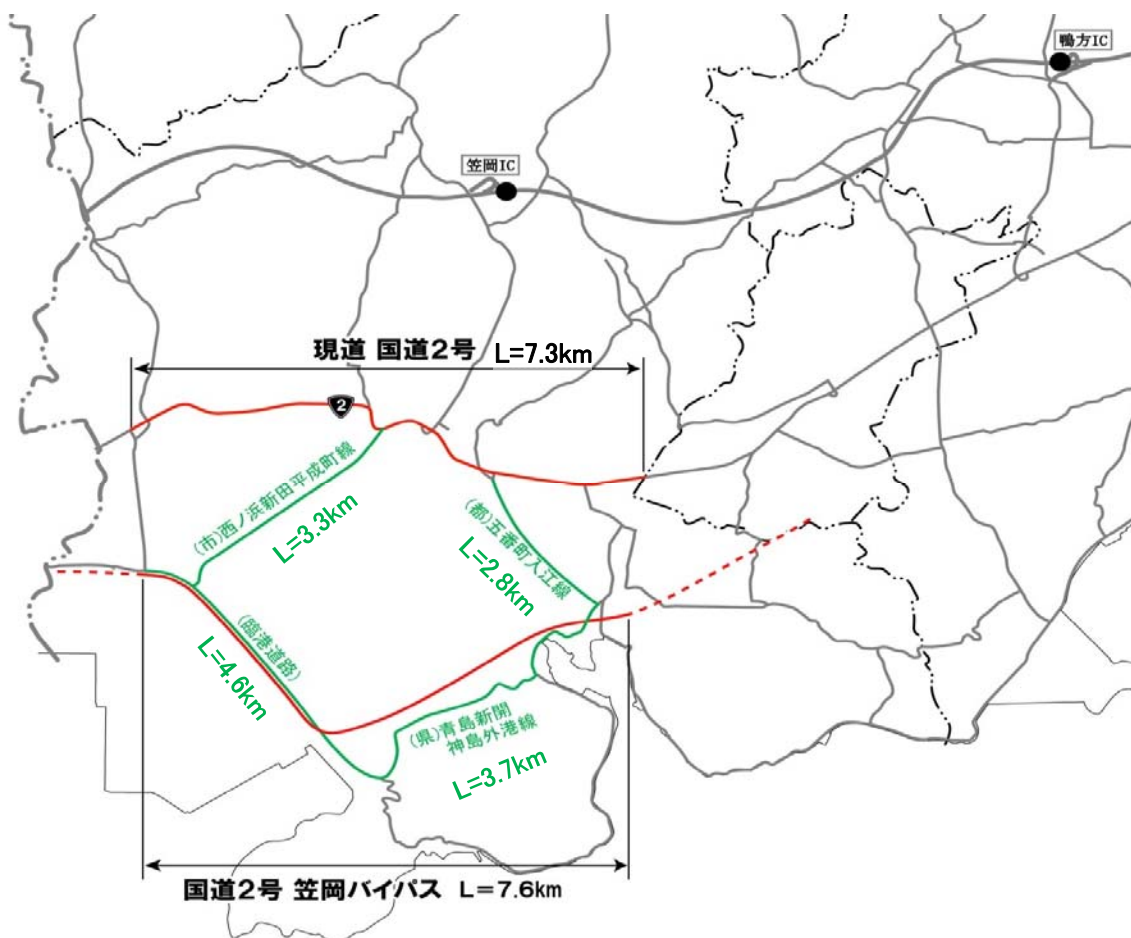 鴨方IC
笠岡IC
現道 国道2号 L=7.3km
2
(市)西ノ浜新田平成町線
L=3.3km
(都)五番町入江線
L=2.8km
(臨港道路)
L=4.6km
(県)青島新開
神島外港線
L=3.7km
国道2号 笠岡バイパス L=7.6km